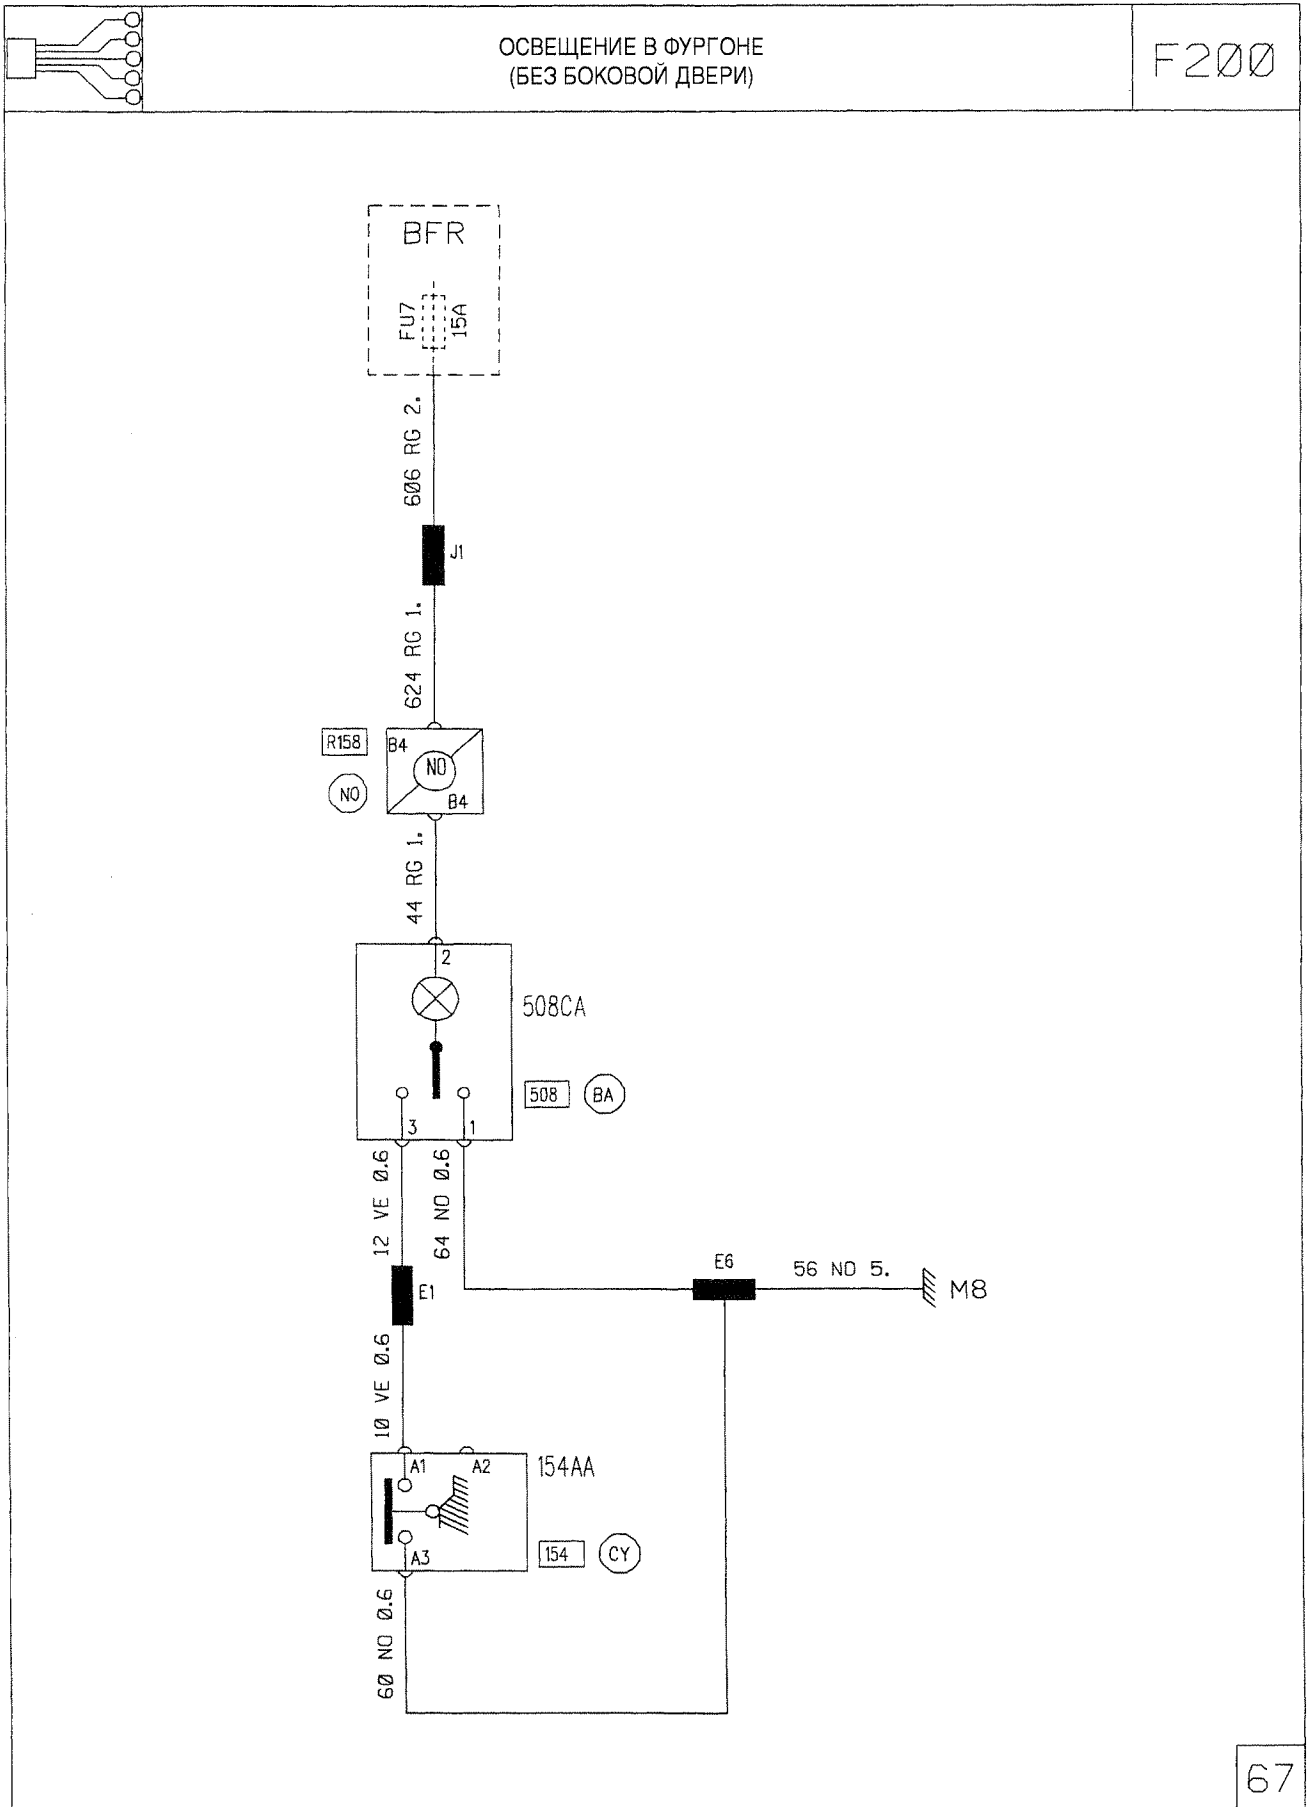 ОСВЕЩЕНИЕ В ФУРГОНЕ
(БЕЗ БОКОВОЙ ДВЕРИ)
F200
BFR
FU7
15A
606 RG 2.
J1
624 RG 1.
R158
B4
NO
NO
B4
44 RG 1.
2
508CA
508
BA
3
1
12 VE 0.6
64 NO 0.6
E1
E6
56 NO 5.
M8
10 VE 0.6
A1
A2
154AA
A3
154
CY
60 NO 0.6
67